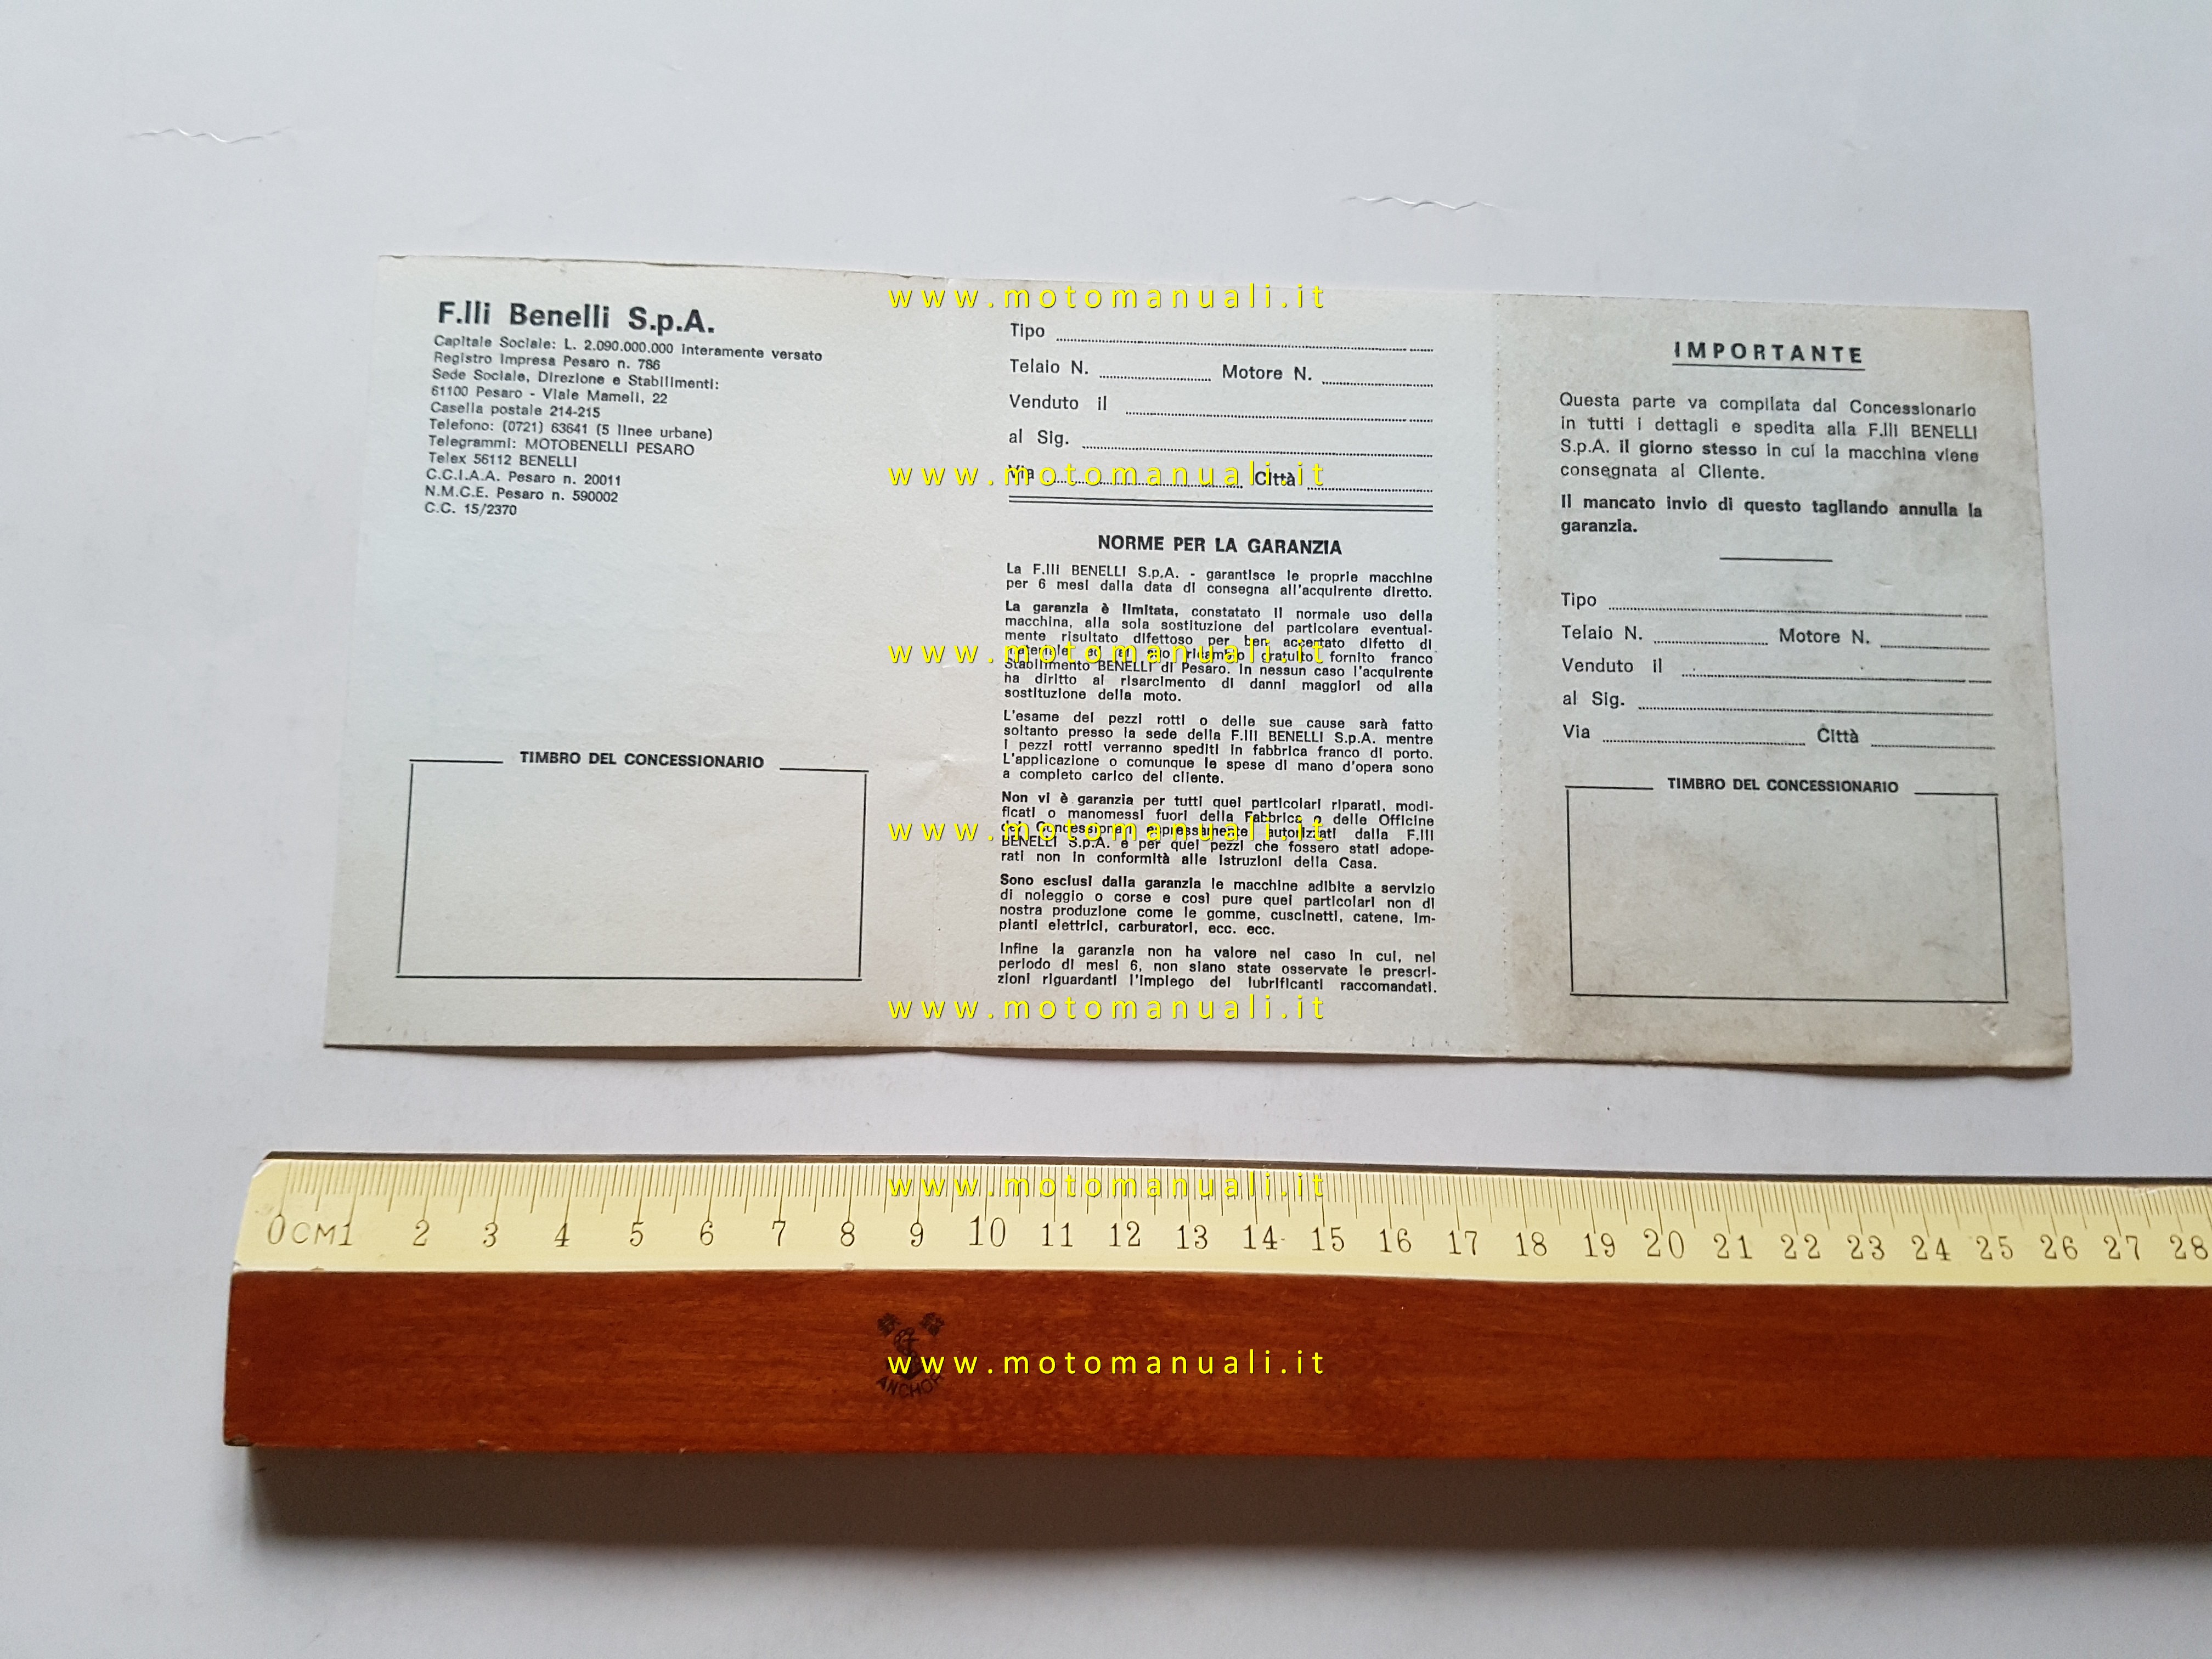 F.lli Benelli S.p.A.
Capitale Sociale: L. 2.090.000.000 interamente versato
Registro Impresa Pesaro n. 786
Sede Sociale, Direzione e Stabilimenti:
61100 Pesaro - Viale Mameli, 22
Casella postale 214-215
Telefono: (0721) 63641 (5 linee urbane)
Telegrammi: MOTOBENELLI PESARO
Telex 56112 BENELLI
C.C.I.A.A. Pesaro n. 20011
N.M.C.E. Pesaro n. 590002
C.C. 15/2370
TIMBRO DEL CONCESSIONARIO
www.motomanuali.it
Tipo
Telaio N. Motore N.
Venduto il
al Sig.
Via Città
www.motomanuali.it
NORME PER LA GARANZIA
La F.lli BENELLI S.p.A. - garantisce le proprie macchine
per 6 mesi dalla data di consegna all'acquirente diretto.
La garanzia è limitata, constatato il normale uso della
macchina, alla sola sostituzione del particolare eventual-
mente risultato difettoso per ben accertato difetto di
materiale ed al suo ricambio gratuito fornito franco
www.motomanuali.it
Stabilimento BENELLI di Pesaro. In nessun caso l'acquirente
ha diritto al risarcimento di danni maggiori od alla
sostituzione della moto.
L'esame dei pezzi rotti o delle sue cause sarà fatto
soltanto presso la sede della F.lli BENELLI S.p.A. mentre
i pezzi rotti verranno spediti in fabbrica franco di porto.
L'applicazione o comunque le spese di mano d'opera sono
a completo carico del cliente.
Non vi è garanzia per tutti quei particolari riparati, modi-
ficati o manomessi fuori della Fabbrica o delle Officine
dei Concessionari espressamente autorizzati dalla F.lli
www.motomanuali.it
BENELLI S.p.A. e per quei pezzi che fossero stati adope-
rati non in conformità alle istruzioni della Casa.
Sono esclusi dalla garanzia le macchine adibite a servizio
di noleggio o corse e così pure quei particolari non di
nostra produzione come le gomme, cuscinetti, catene, im-
pianti elettrici, carburatori, ecc. ecc.
Infine la garanzia non ha valore nel caso in cui, nel
periodo di mesi 6, non siano state osservate le prescri-
zioni riguardanti l'impiego dei lubrificanti raccomandati.
www.motomanuali.it
IMPORTANTE
Questa parte va compilata dal Concessionario
in tutti i dettagli e spedita alla F.lli BENELLI
S.p.A. il giorno stesso in cui la macchina viene
consegnata al Cliente.
Il mancato invio di questo tagliando annulla la
garanzia.
Tipo
Telaio N. Motore N.
Venduto il
al Sig.
Via Città
TIMBRO DEL CONCESSIONARIO
www.motomanuali.it
0CM1 2 3 4 5 6 7 8 9 10 11 12 13 14 15 16 17 18 19 20 21 22 23 24 25 26 27 28
www.motomanuali.it
ANCHOR